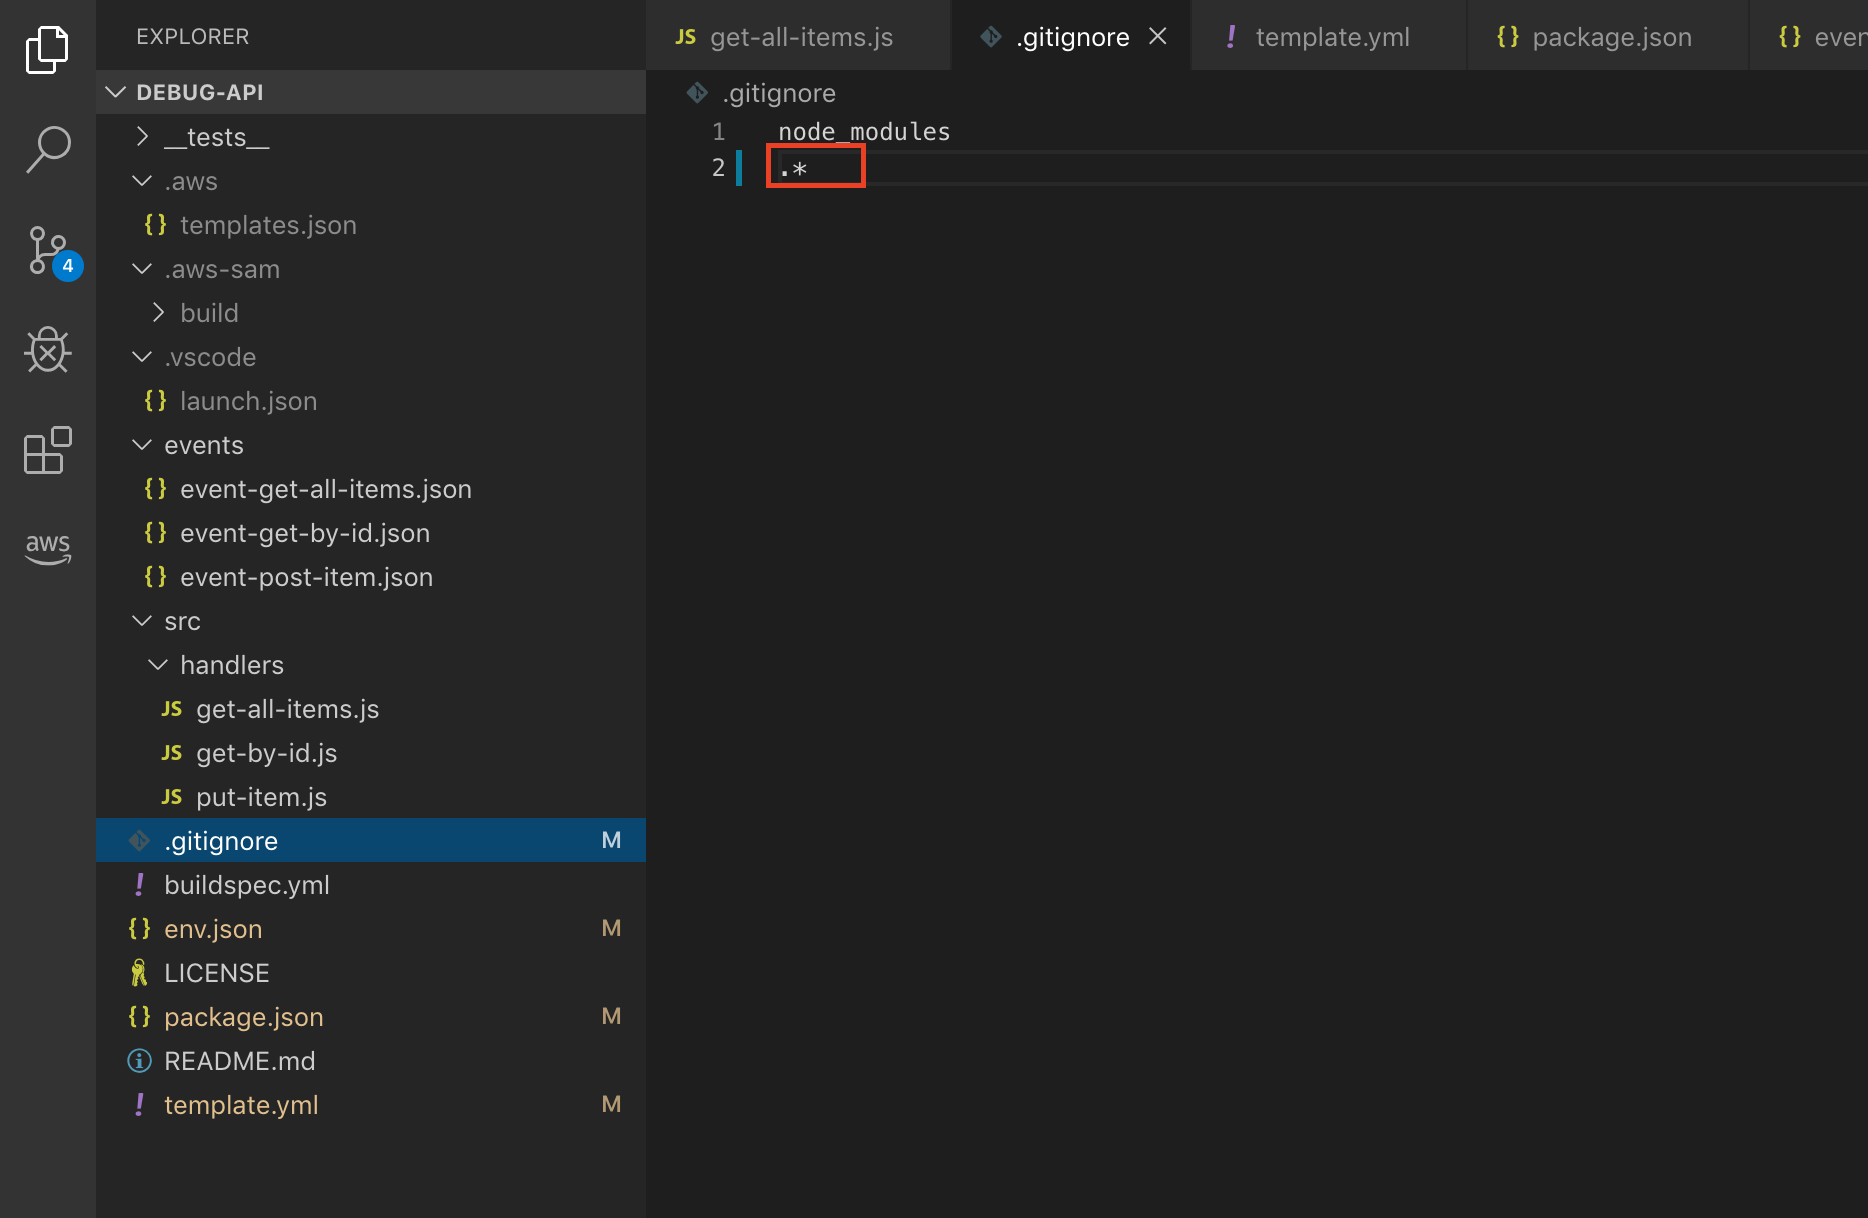 EXPLORER
DEBUG-API
__tests__
.aws
{} templates.json
.aws-sam
build
.vscode
{} launch.json
events
{} event-get-all-items.json
{} event-get-by-id.json
{} event-post-item.json
src
handlers
JS get-all-items.js
JS get-by-id.js
JS put-item.js
.gitignore M
! buildspec.yml
{} env.json M
LICENSE
{} package.json M
README.md
! template.yml M
4
aws
JS get-all-items.js
.gitignore
! template.yml
{} package.json
{} even
.gitignore
1 node_modules
2 .*